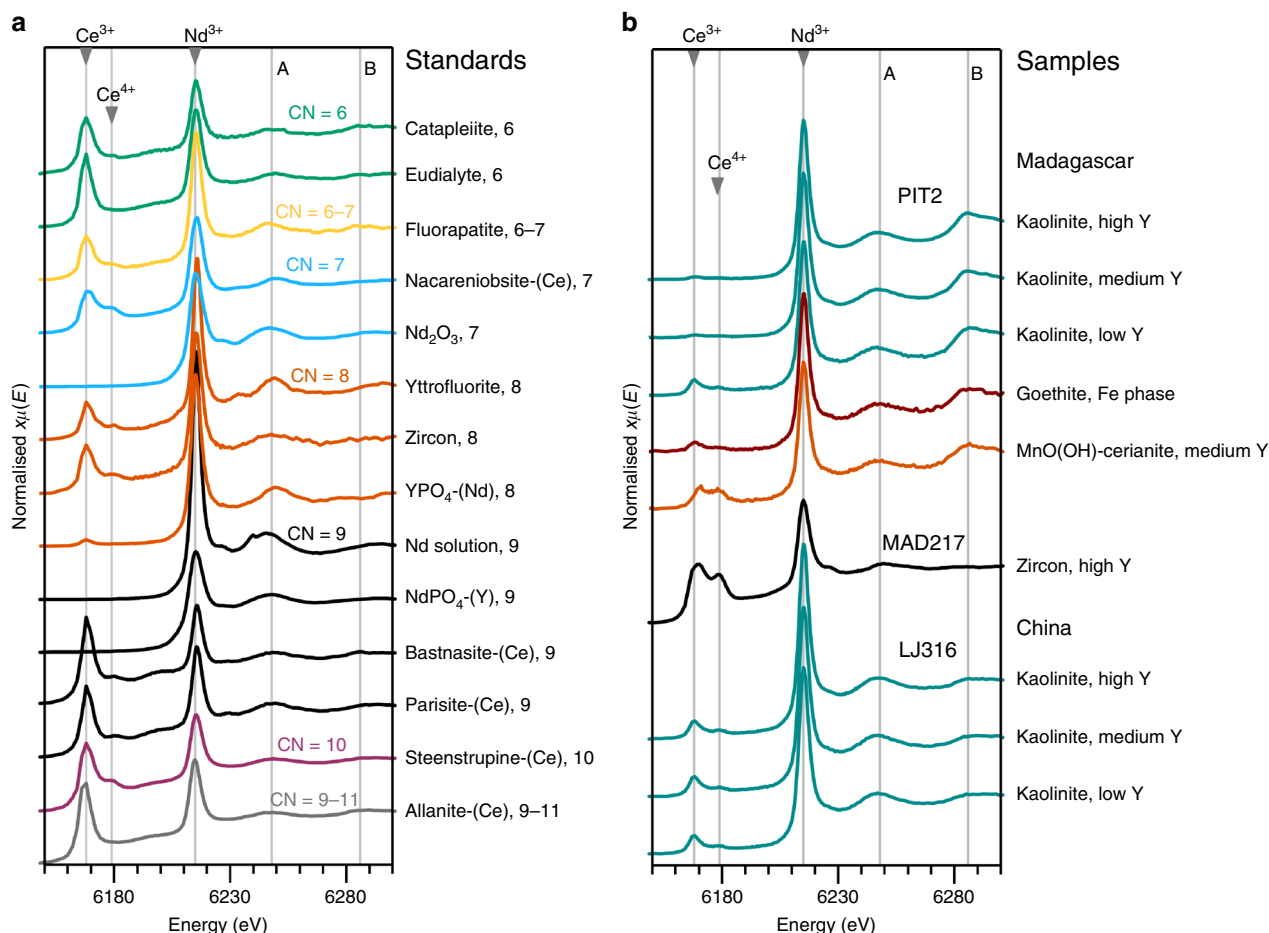 a
Ce³⁺
Nd³⁺
Ce⁴⁺
A
B
Standards
CN = 6
Catapleiite, 6
Eudialyte, 6
CN = 6–7
Fluorapatite, 6–7
CN = 7
Nacareniobsite-(Ce), 7
Nd₂O₃, 7
CN = 8
Yttrofluorite, 8
Zircon, 8
YPO₄-(Nd), 8
CN = 9
Nd solution, 9
NdPO₄-(Y), 9
Bastnasite-(Ce), 9
Parisite-(Ce), 9
CN = 10
Steenstrupine-(Ce), 10
CN = 9–11
Allanite-(Ce), 9–11
Normalised xμ(E)
6180
6230
6280
Energy (eV)
b
Ce³⁺
Nd³⁺
Ce⁴⁺
A
B
Samples
Madagascar
PIT2
Kaolinite, high Y
Kaolinite, medium Y
Kaolinite, low Y
Goethite, Fe phase
MnO(OH)-cerianite, medium Y
MAD217
Zircon, high Y
China
LJ316
Kaolinite, high Y
Kaolinite, medium Y
Kaolinite, low Y
Normalised xμ(E)
6180
6230
6280
Energy (eV)